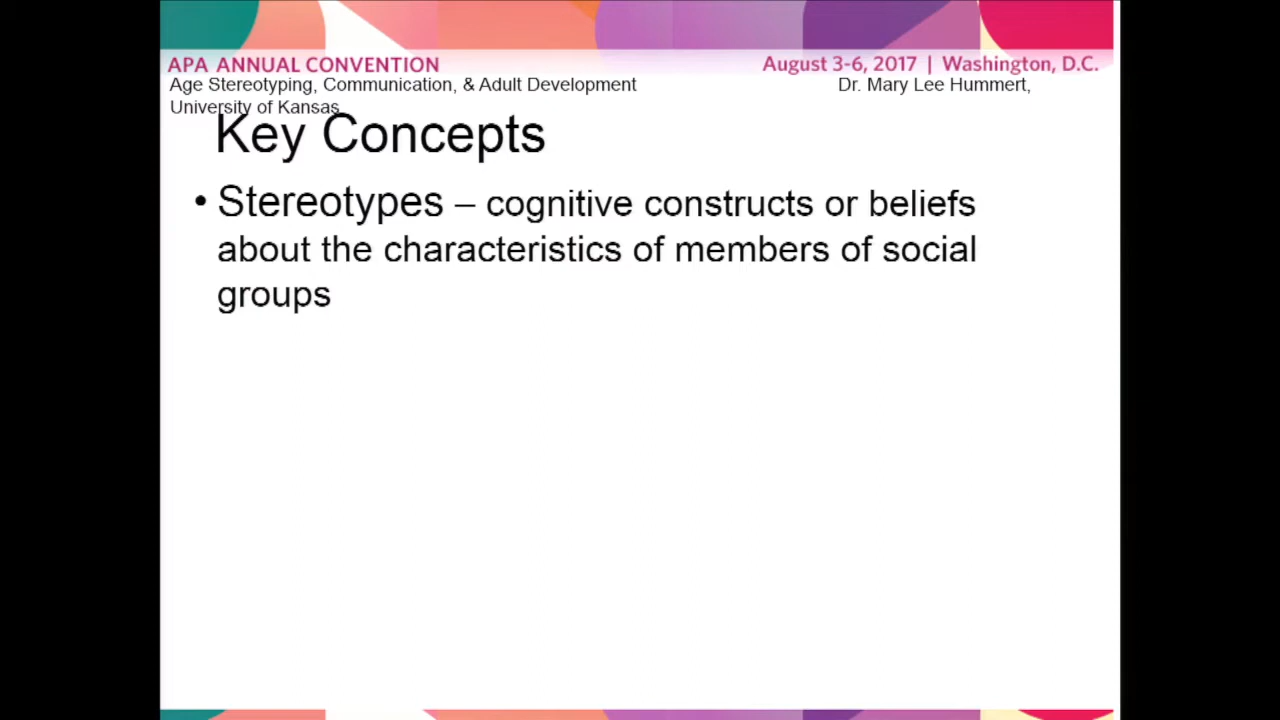 APA ANNUAL CONVENTION August 3-6, 2017 | Washington, D.C.
Age Stereotyping, Communication, & Adult Development Dr. Mary Lee Hummert,
University of Kansas
Key Concepts
• Stereotypes – cognitive constructs or beliefs
about the characteristics of members of social
groups